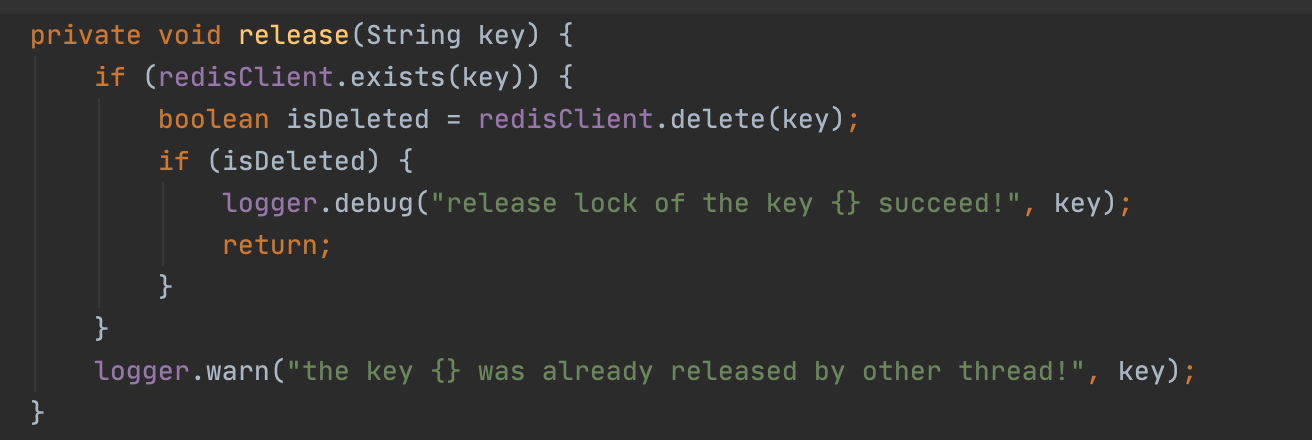 private void release(String key) {
    if (redisClient.exists(key)) {
        boolean isDeleted = redisClient.delete(key);
        if (isDeleted) {
            logger.debug("release lock of the key {} succeed!", key);
            return;
        }
    }
    logger.warn("the key {} was already released by other thread!", key);
}